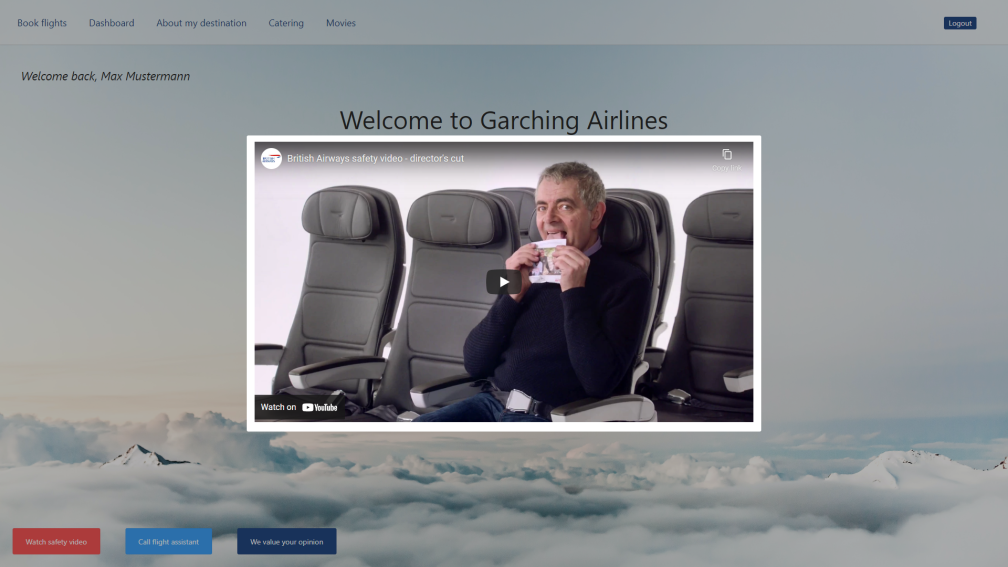 Book flights
Dashboard
About my destination
Catering
Movies
Logout
Welcome back, Max Mustermann
Welcome to Garching Airlines
British Airways safety video - director's cut
Copy link
Watch on YouTube
Watch safety video
Call flight assistant
We value your opinion